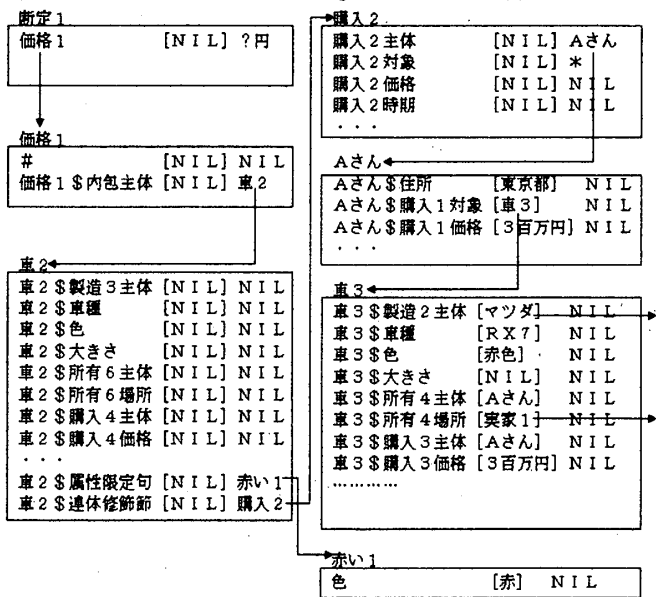 断定1
価格1 [NIL] ?円
価格1
# [NIL] NIL
価格1$内包主体 [NIL] 車2
車2
車2$製造3主体 [NIL] NIL
車2$車種 [NIL] NIL
車2$色 [NIL] NIL
車2$大きさ [NIL] NIL
車2$所有6主体 [NIL] NIL
車2$所有6場所 [NIL] NIL
車2$購入4主体 [NIL] NIL
車2$購入4価格 [NIL] NIL
・・・
車2$属性限定句 [NIL] 赤い1
車2$連体修飾節 [NIL] 購入2
購入2
購入2主体 [NIL] Aさん
購入2対象 [NIL] *
購入2価格 [NIL] NIL
購入2時期 [NIL] NIL
・・・
Aさん
Aさん$住所 [東京都] NIL
Aさん$購入1対象 [車3] NIL
Aさん$購入1価格 [3百万円] NIL
・・・
車3
車3$製造2主体 [マツダ] NIL
車3$車種 [RX7] NIL
車3$色 [赤色] NIL
車3$大きさ [NIL] NIL
車3$所有4主体 [Aさん] NIL
車3$所有4場所 [実家1] NIL
車3$購入3主体 [Aさん] NIL
車3$購入3価格 [3百万円] NIL
…………
赤い1
色 [赤] NIL